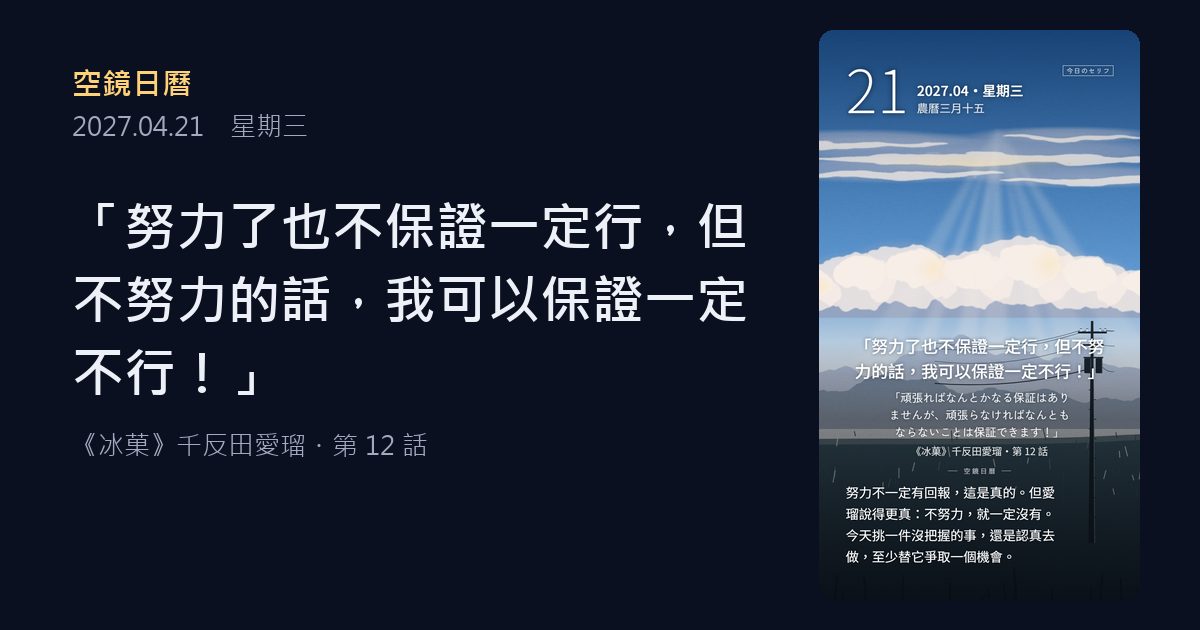 空鏡日曆
2027.04.21　星期三
「努力了也不保證一定行，但
不努力的話，我可以保證一定
不行！」
《冰菓》千反田愛瑠・第 12 話
21
2027.04・星期三
農曆三月十五
今日のセリフ
「努力了也不保證一定行，但不努
力的話，我可以保證一定不行！」
「頑張ればなんとかなる保証はあり
ませんが、頑張らなければなんとも
ならないことは保証できます！」
《冰菓》千反田愛瑠・第 12 話
— 空鏡日曆 —
努力不一定有回報，這是真的。但愛
瑠說得更真：不努力，就一定沒有。
今天挑一件沒把握的事，還是認真去
做，至少替它爭取一個機會。